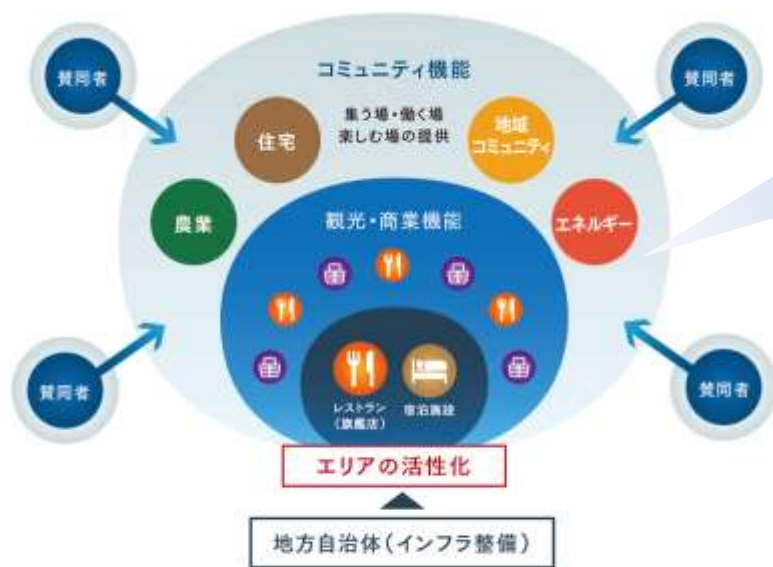 賛同者
賛同者
コミュニティ機能
集う場・働く場
楽しむ場の提供
住宅
地域
コミュニティ
農業
エネルギー
観光・商業機能
レストラン
(旗艦店)
宿泊施設
賛同者
賛同者
エリアの活性化
地方自治体(インフラ整備)